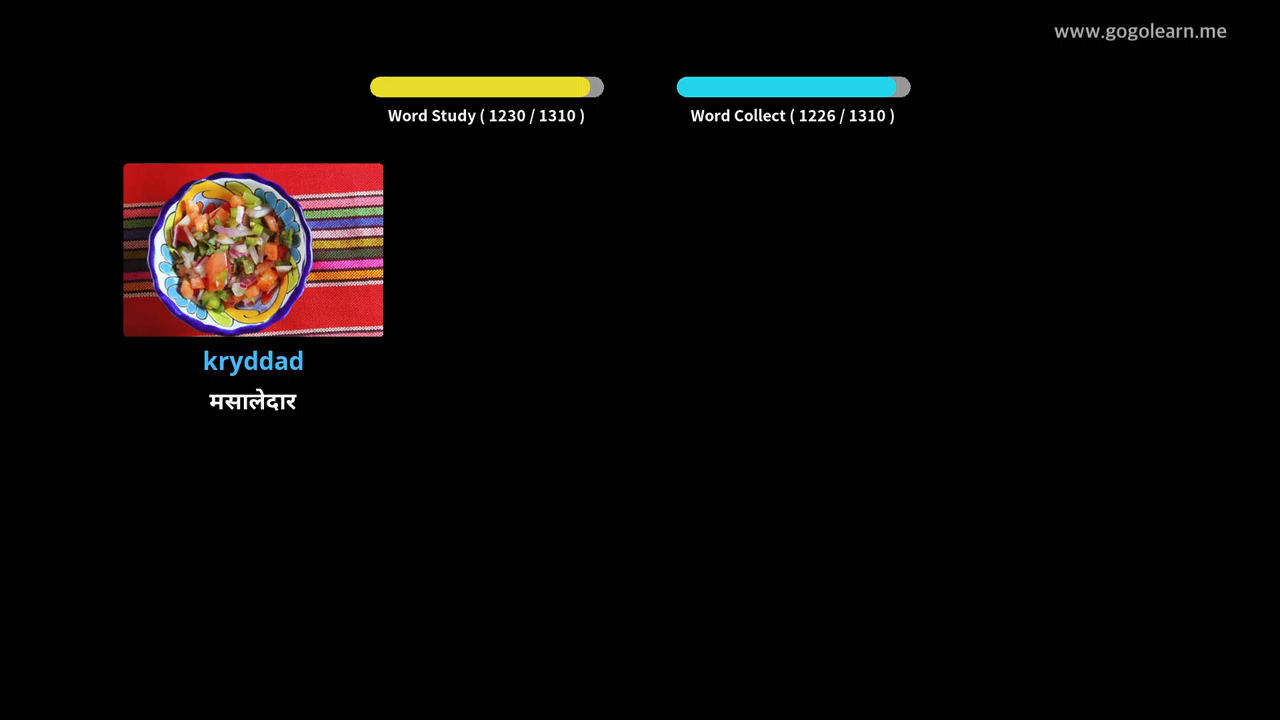 www.gogolearn.me
Word Study ( 1230 / 1310 )
Word Collect ( 1226 / 1310 )
kryddad
मसालेदार